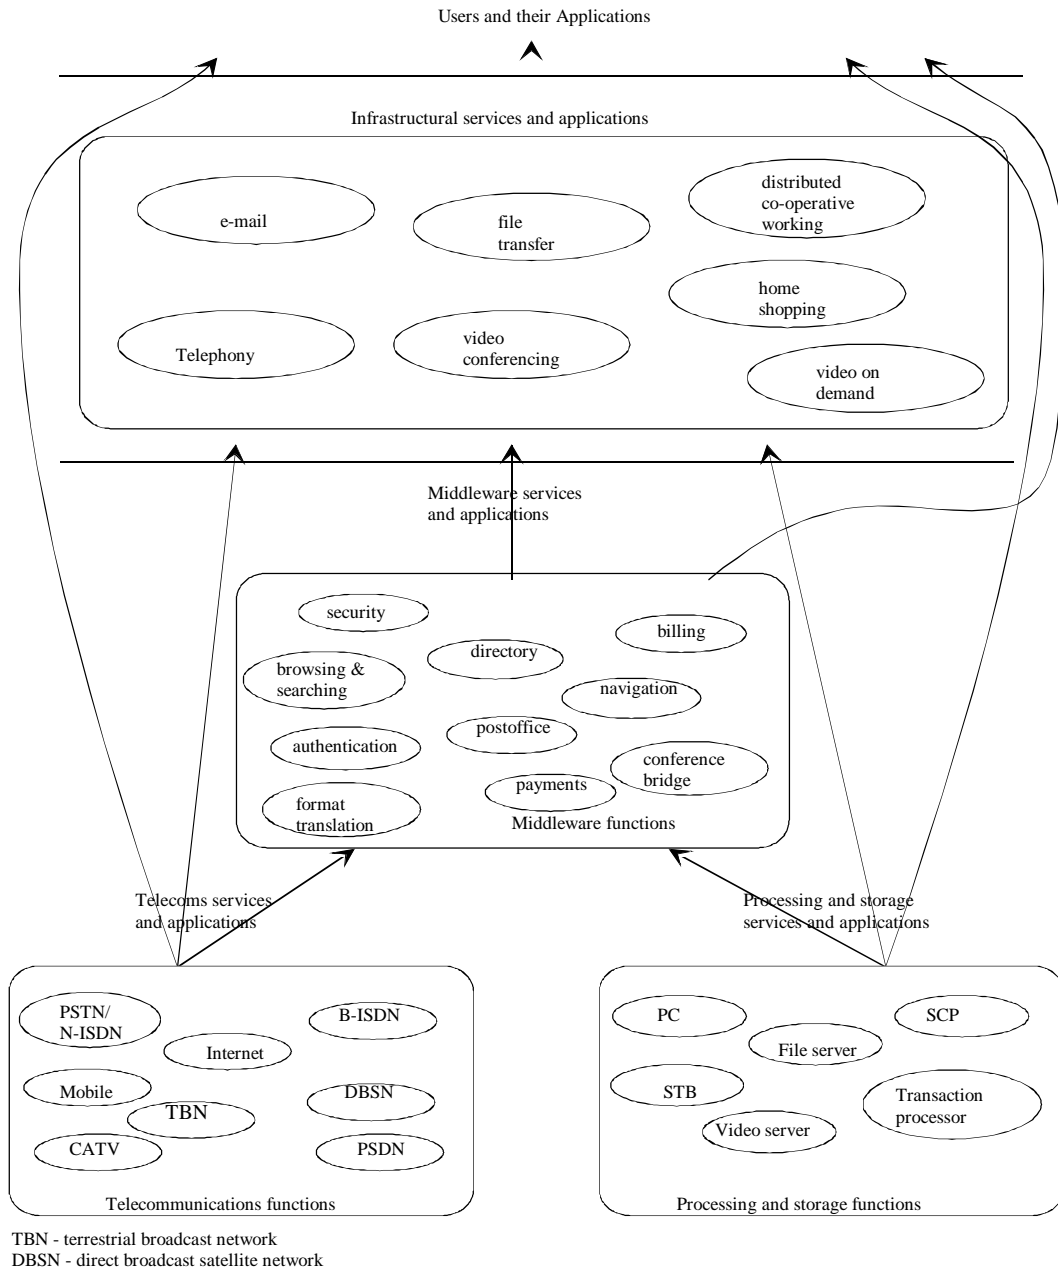 Users and their Applications
Infrastructural services and applications
e-mail
file
transfer
distributed
co-operative
working
home
shopping
Telephony
video
conferencing
video on
demand
Middleware services
and applications
security
billing
directory
browsing &
searching
navigation
postoffice
authentication
conference
bridge
payments
format
translation
Middleware functions
Telecoms services
and applications
Processing and storage
services and applications
PSTN/
N-ISDN
B-ISDN
Internet
Mobile
TBN
DBSN
CATV
PSDN
Telecommunications functions
PC
SCP
File server
STB
Transaction
processor
Video server
Processing and storage functions
TBN - terrestrial broadcast network
DBSN - direct broadcast satellite network